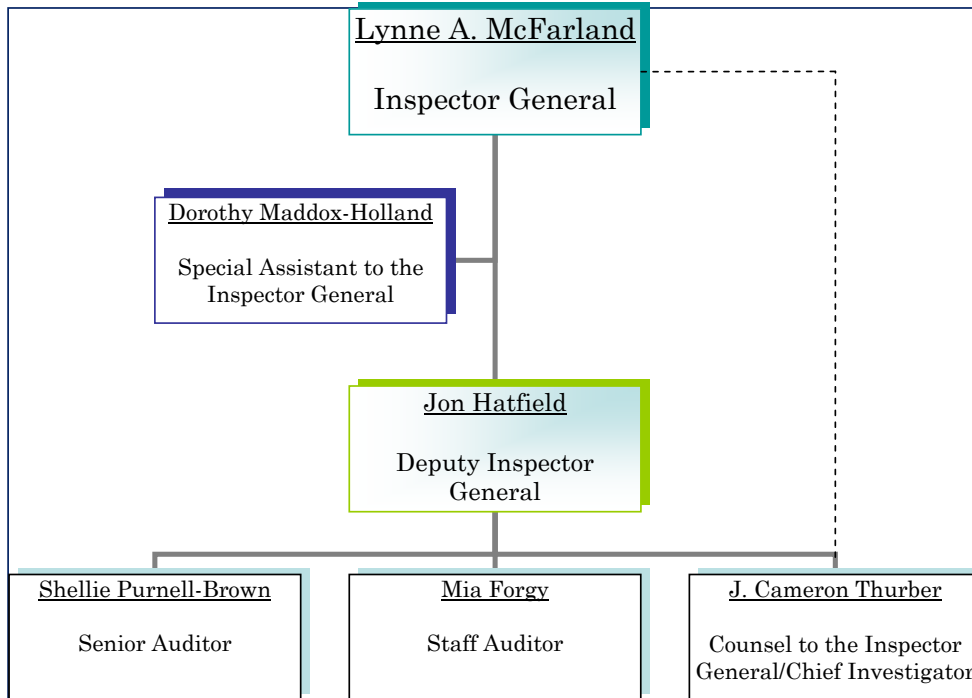 Lynne A. McFarland
Inspector General
Dorothy Maddox-Holland
Special Assistant to the
Inspector General
Jon Hatfield
Deputy Inspector
General
Shellie Purnell-Brown
Senior Auditor
Mia Forgy
Staff Auditor
J. Cameron Thurber
Counsel to the Inspector
General/Chief Investigator